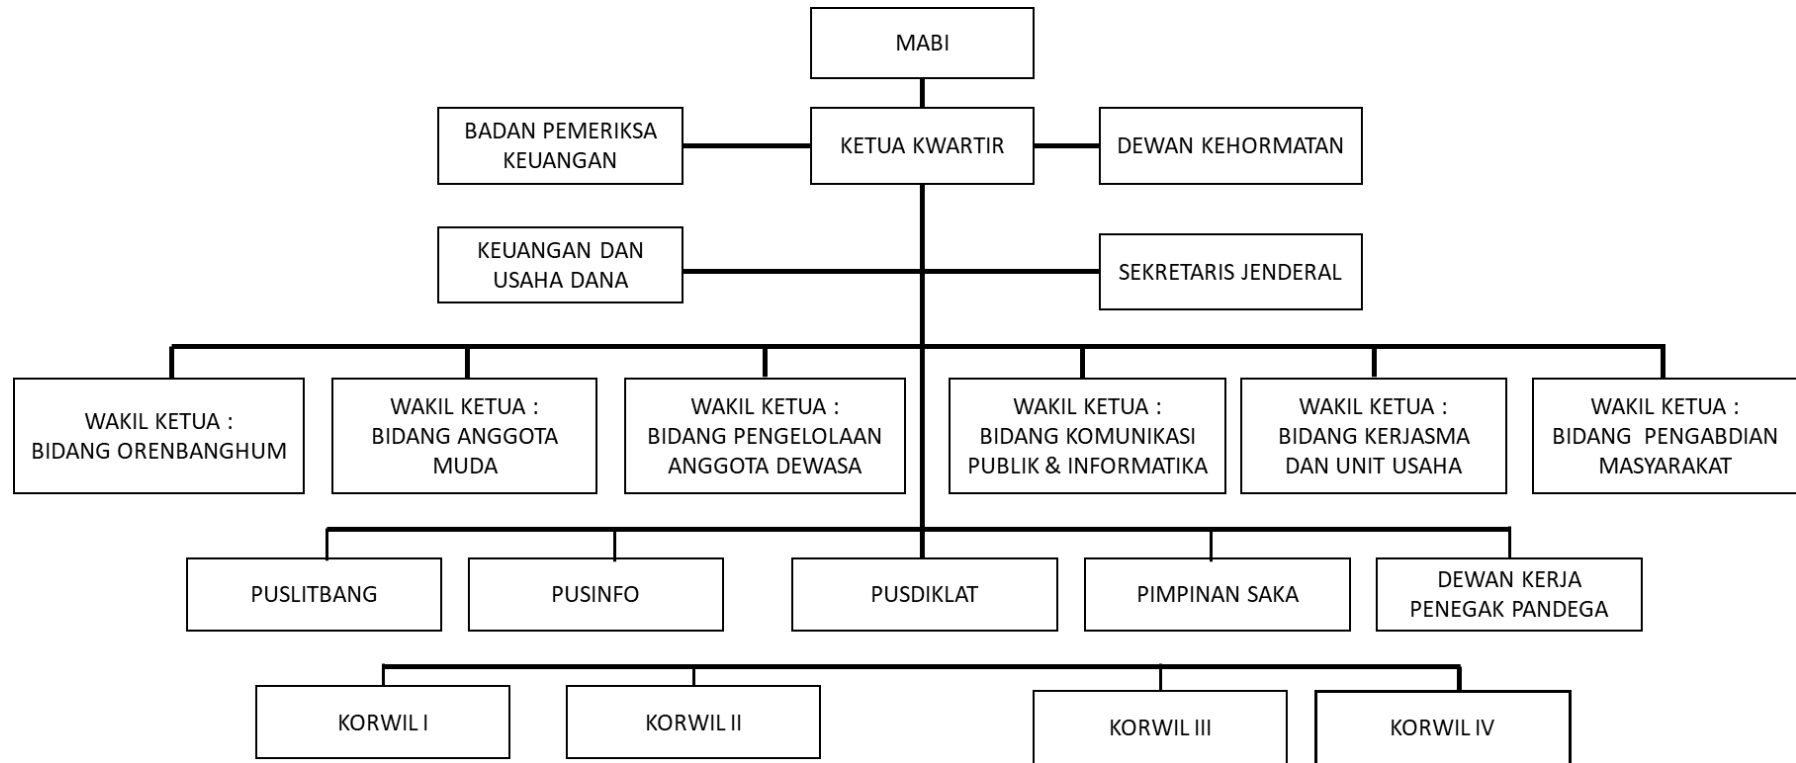 MABI
BADAN PEMERIKSA
KEUANGAN
KETUA KWARTIR
DEWAN KEHORMATAN
KEUANGAN DAN
USAHA DANA
SEKRETARIS JENDERAL
WAKIL KETUA :
BIDANG ORENBANGHUM
WAKIL KETUA :
BIDANG ANGGOTA
MUDA
WAKIL KETUA :
BIDANG PENGELOLAAN
ANGGOTA DEWASA
WAKIL KETUA :
BIDANG KOMUNIKASI
PUBLIK & INFORMATIKA
WAKIL KETUA :
BIDANG KERJASMA
DAN UNIT USAHA
WAKIL KETUA :
BIDANG PENGABDIAN
MASYARAKAT
PUSLITBANG
PUSINFO
PUSDIKLAT
PIMPINAN SAKA
DEWAN KERJA
PENEGAK PANDEGA
KORWIL I
KORWIL II
KORWIL III
KORWIL IV